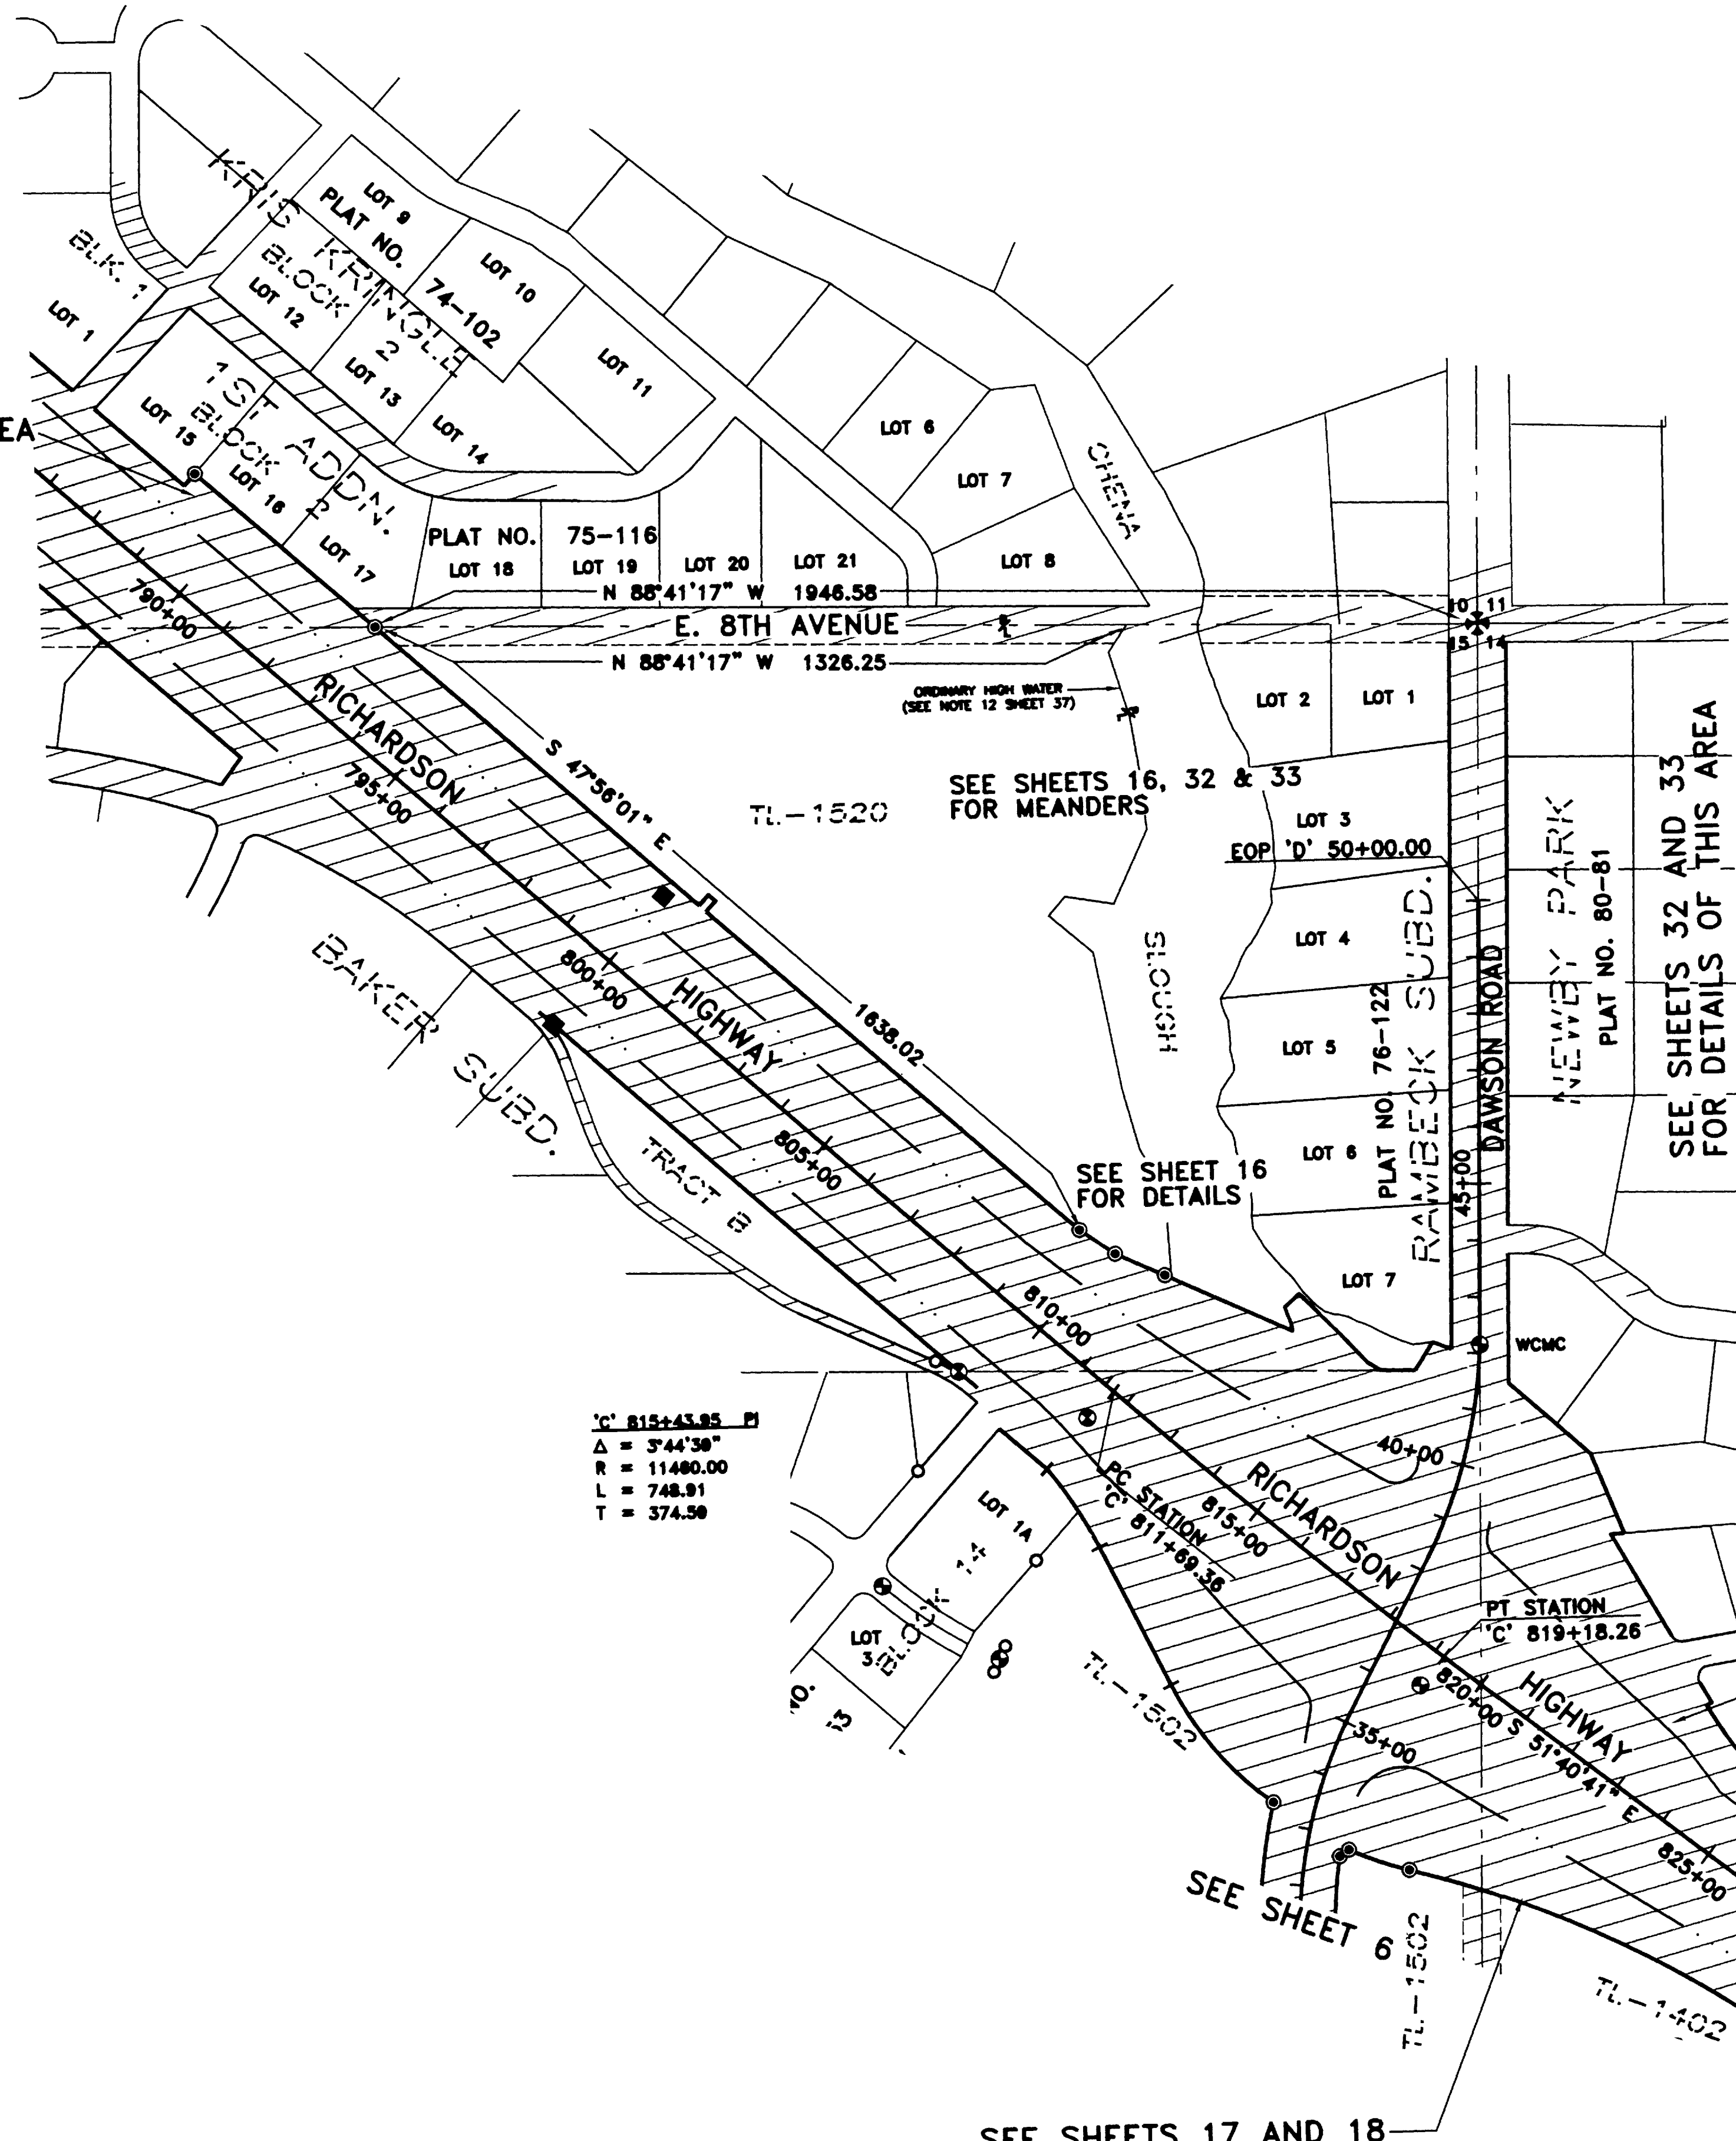 KRIS KRINGLE
LOT 9
PLAT NO.
74-102
LOT 10
LOT 11
BLK. 1
LOT 1
BLOCK
2
LOT 12
LOT 13
LOT 14
1ST ADDN.
BLOCK
2
LOT 15
LOT 16
LOT 17
EA
PLAT NO. 75-116
LOT 18
LOT 19
LOT 20
LOT 21
LOT 6
LOT 7
LOT 8
CHENA
N 88°41'17" W 1946.58
E. 8TH AVENUE
N 88°41'17" W 1326.25
10 11
15 14
ORDINARY HIGH WATER
(SEE NOTE 12 SHEET 37)
790+00
RICHARDSON
795+00
S 47°56'01" E
1638.02
TL-1520
SEE SHEETS 16, 32 & 33
FOR MEANDERS
LOT 2
LOT 1
LOT 3
EOP 'D' 50+00.00
LOT 4
LOT 5
LOT 6
LOT 7
PLAT NO. 76-122
RAMBECK SUBD.
DAWSON ROAD
45+00
NEWBY PARK
PLAT NO. 80-81
SEE SHEETS 32 AND 33
FOR DETAILS OF THIS AREA
SLOUGH
BAKER SUBD.
800+00
HIGHWAY
TRACT B
805+00
SEE SHEET 16
FOR DETAILS
810+00
WCMC
'C' 815+43.95 PI
Δ = 3°44'39"
R = 11460.00
L = 748.91
T = 374.59
PC STATION
'C' 811+69.36
815+00
RICHARDSON
40+00
LOT 1A
BLOCK 14
LOT
3
NO.
TL-1502
PT STATION
'C' 819+18.26
820+00
HIGHWAY
S 51°40'41" E
35+00
825+00
SEE SHEET 6
TL-1502
TL-1402
SEE SHEETS 17 AND 18